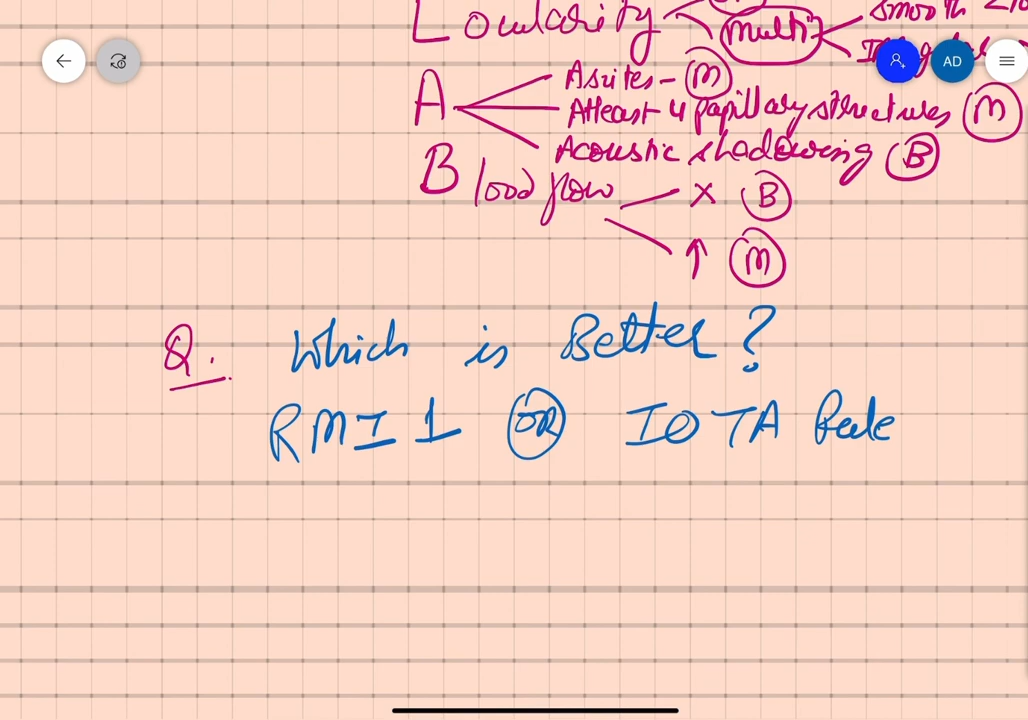 Locularity multi smooth
A Ascites - M
Atleast 4 papillary structures M
Acoustic shadowing B
Blood flow x B
↑ M
Q. Which is Better?
RMI 1 OR IOTA Rule
AD